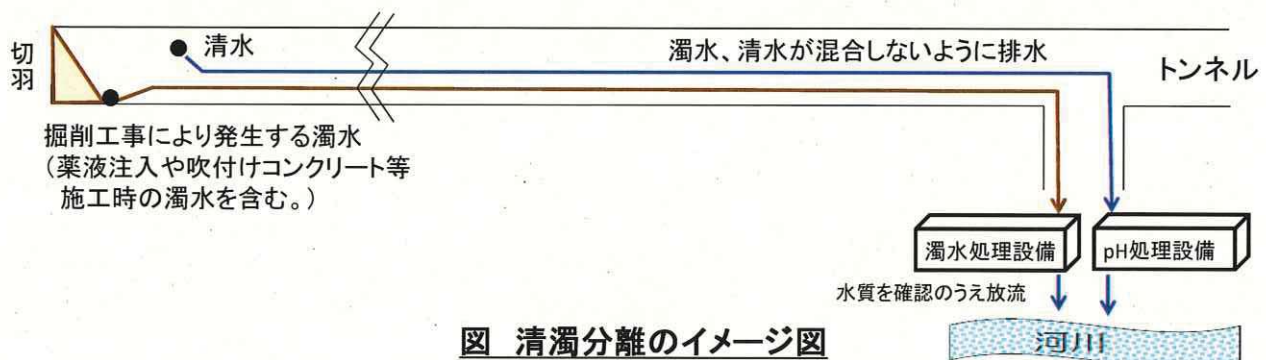 切羽
清水
濁水、清水が混合しないように排水
トンネル
掘削工事により発生する濁水
（薬液注入や吹付けコンクリート等
施工時の濁水を含む。）
濁水処理設備
pH処理設備
水質を確認のうえ放流
河川
図　清濁分離のイメージ図